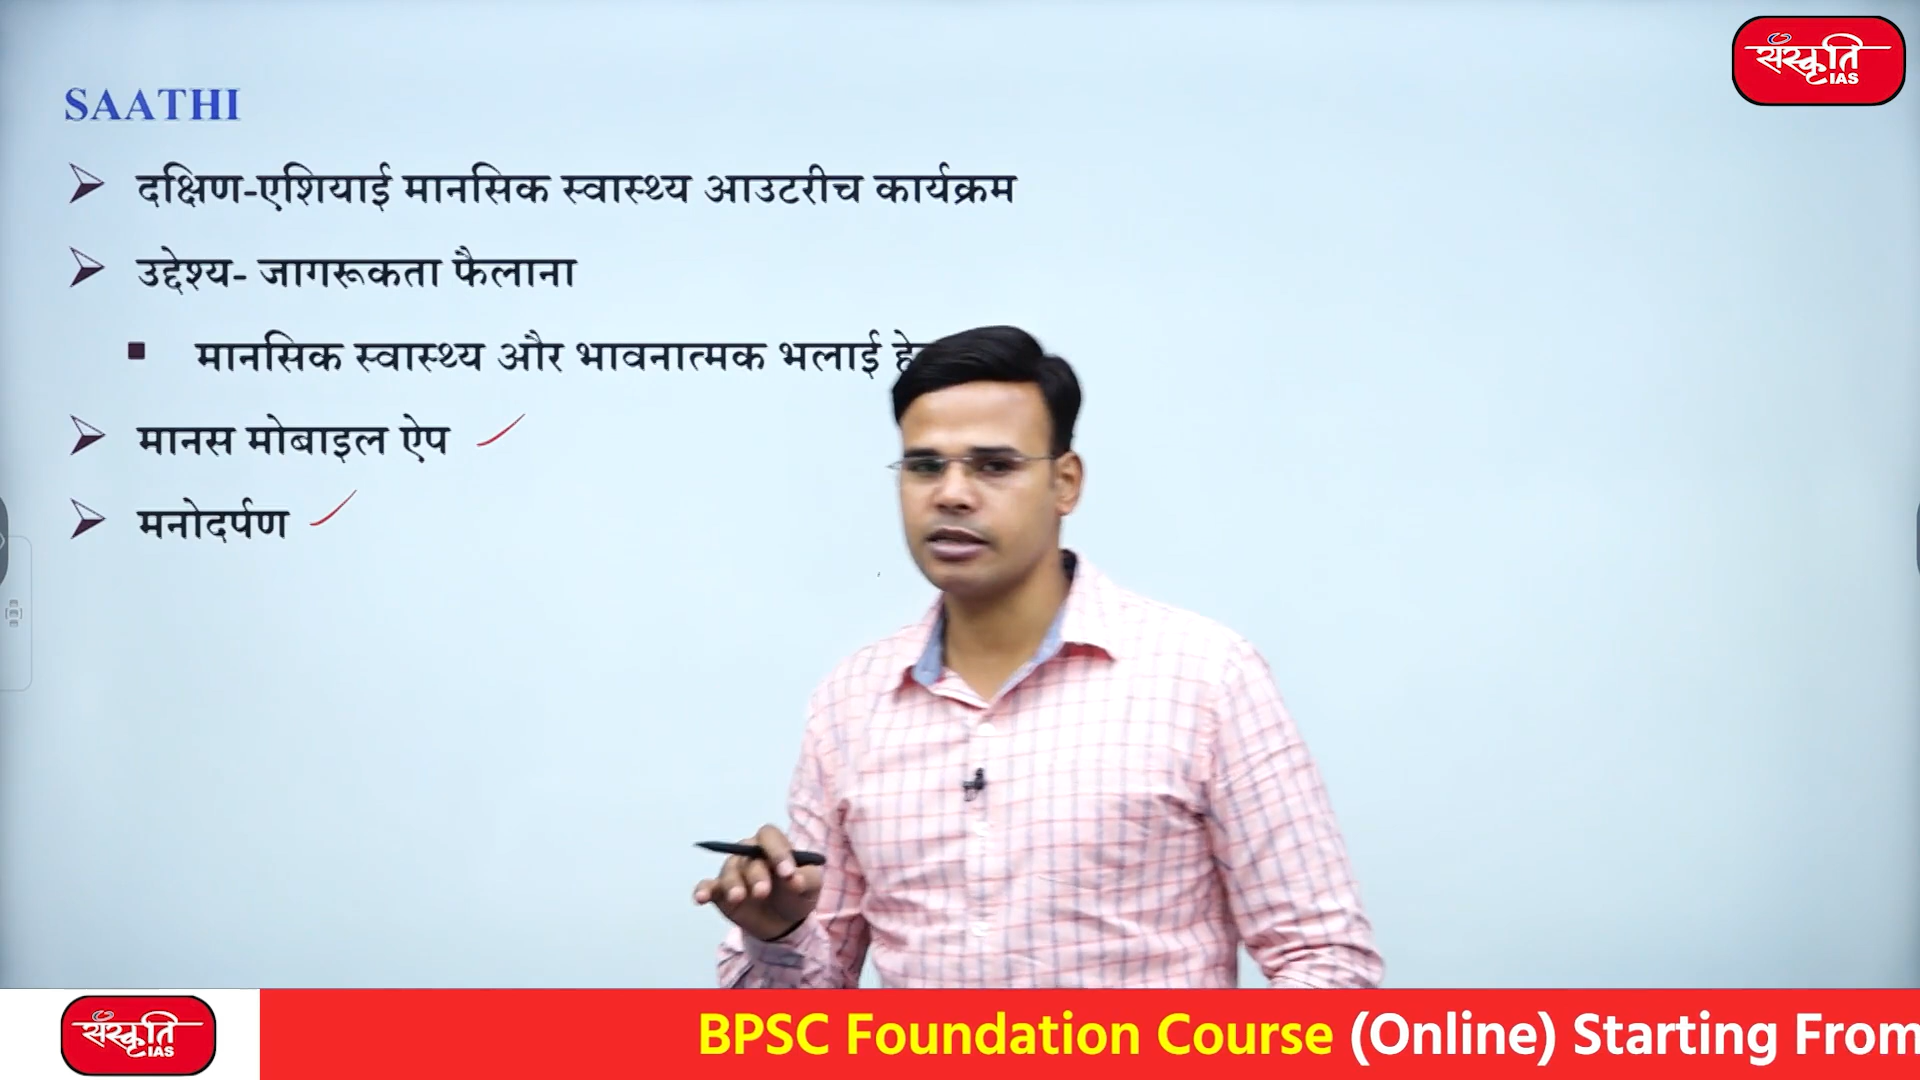 संस्कृति
IAS
SAATHI
दक्षिण-एशियाई मानसिक स्वास्थ्य आउटरीच कार्यक्रम
उद्देश्य- जागरूकता फैलाना
मानसिक स्वास्थ्य और भावनात्मक भलाई
मानस मोबाइल ऐप
मनोदर्पण
संस्कृति
IAS
BPSC Foundation Course (Online) Starting From